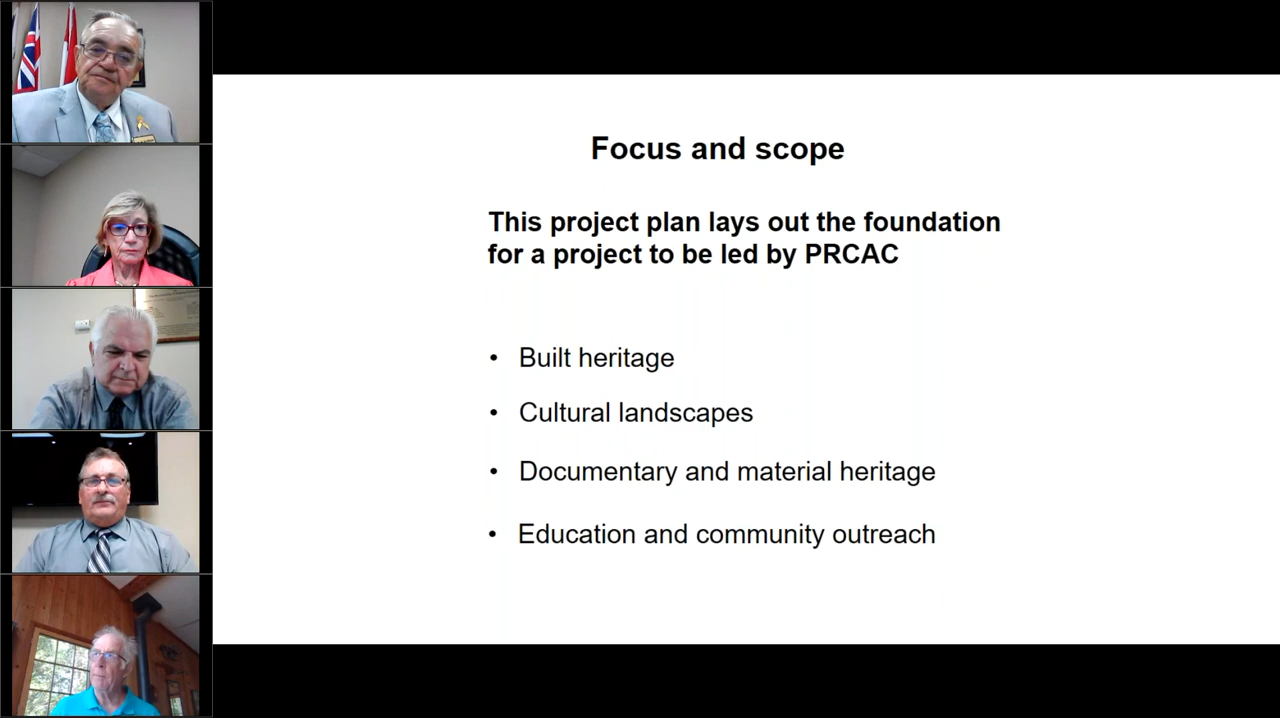 Focus and scope
This project plan lays out the foundation
for a project to be led by PRCAC
• Built heritage
• Cultural landscapes
• Documentary and material heritage
• Education and community outreach